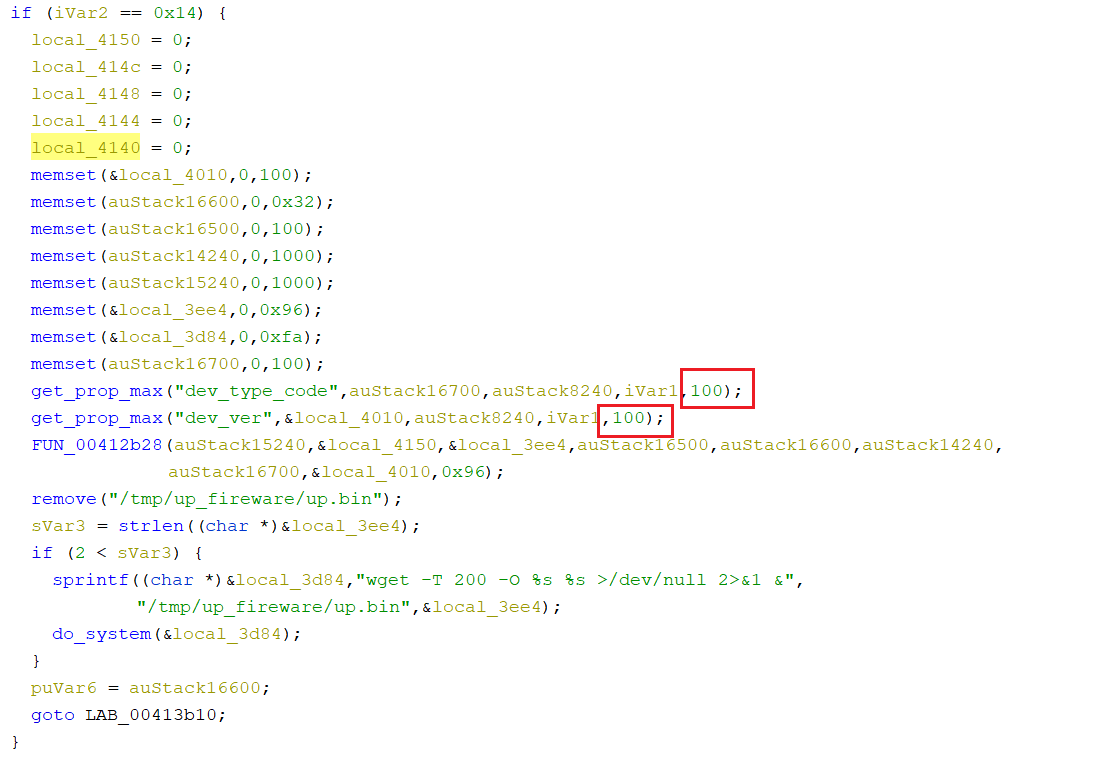 if (iVar2 == 0x14) {
local_4150 = 0;
local_414c = 0;
local_4148 = 0;
local_4144 = 0;
local_4140 = 0;
memset(&local_4010,0,100);
memset(auStack16600,0,0x32);
memset(auStack16500,0,100);
memset(auStack14240,0,1000);
memset(auStack15240,0,1000);
memset(&local_3ee4,0,0x96);
memset(&local_3d84,0,0xfa);
memset(auStack16700,0,100);
get_prop_max("dev_type_code",auStack16700,auStack8240,iVar1,100);
get_prop_max("dev_ver",&local_4010,auStack8240,iVar1,100);
FUN_00412b28(auStack15240,&local_4150,&local_3ee4,auStack16500,auStack16600,auStack14240,
auStack16700,&local_4010,0x96);
remove("/tmp/up_fireware/up.bin");
sVar3 = strlen((char *)&local_3ee4);
if (2 < sVar3) {
sprintf((char *)&local_3d84,"wget -T 200 -O %s %s >/dev/null 2>&1 &",
"/tmp/up_fireware/up.bin",&local_3ee4);
do_system(&local_3d84);
}
puVar6 = auStack16600;
goto LAB_00413b10;
}